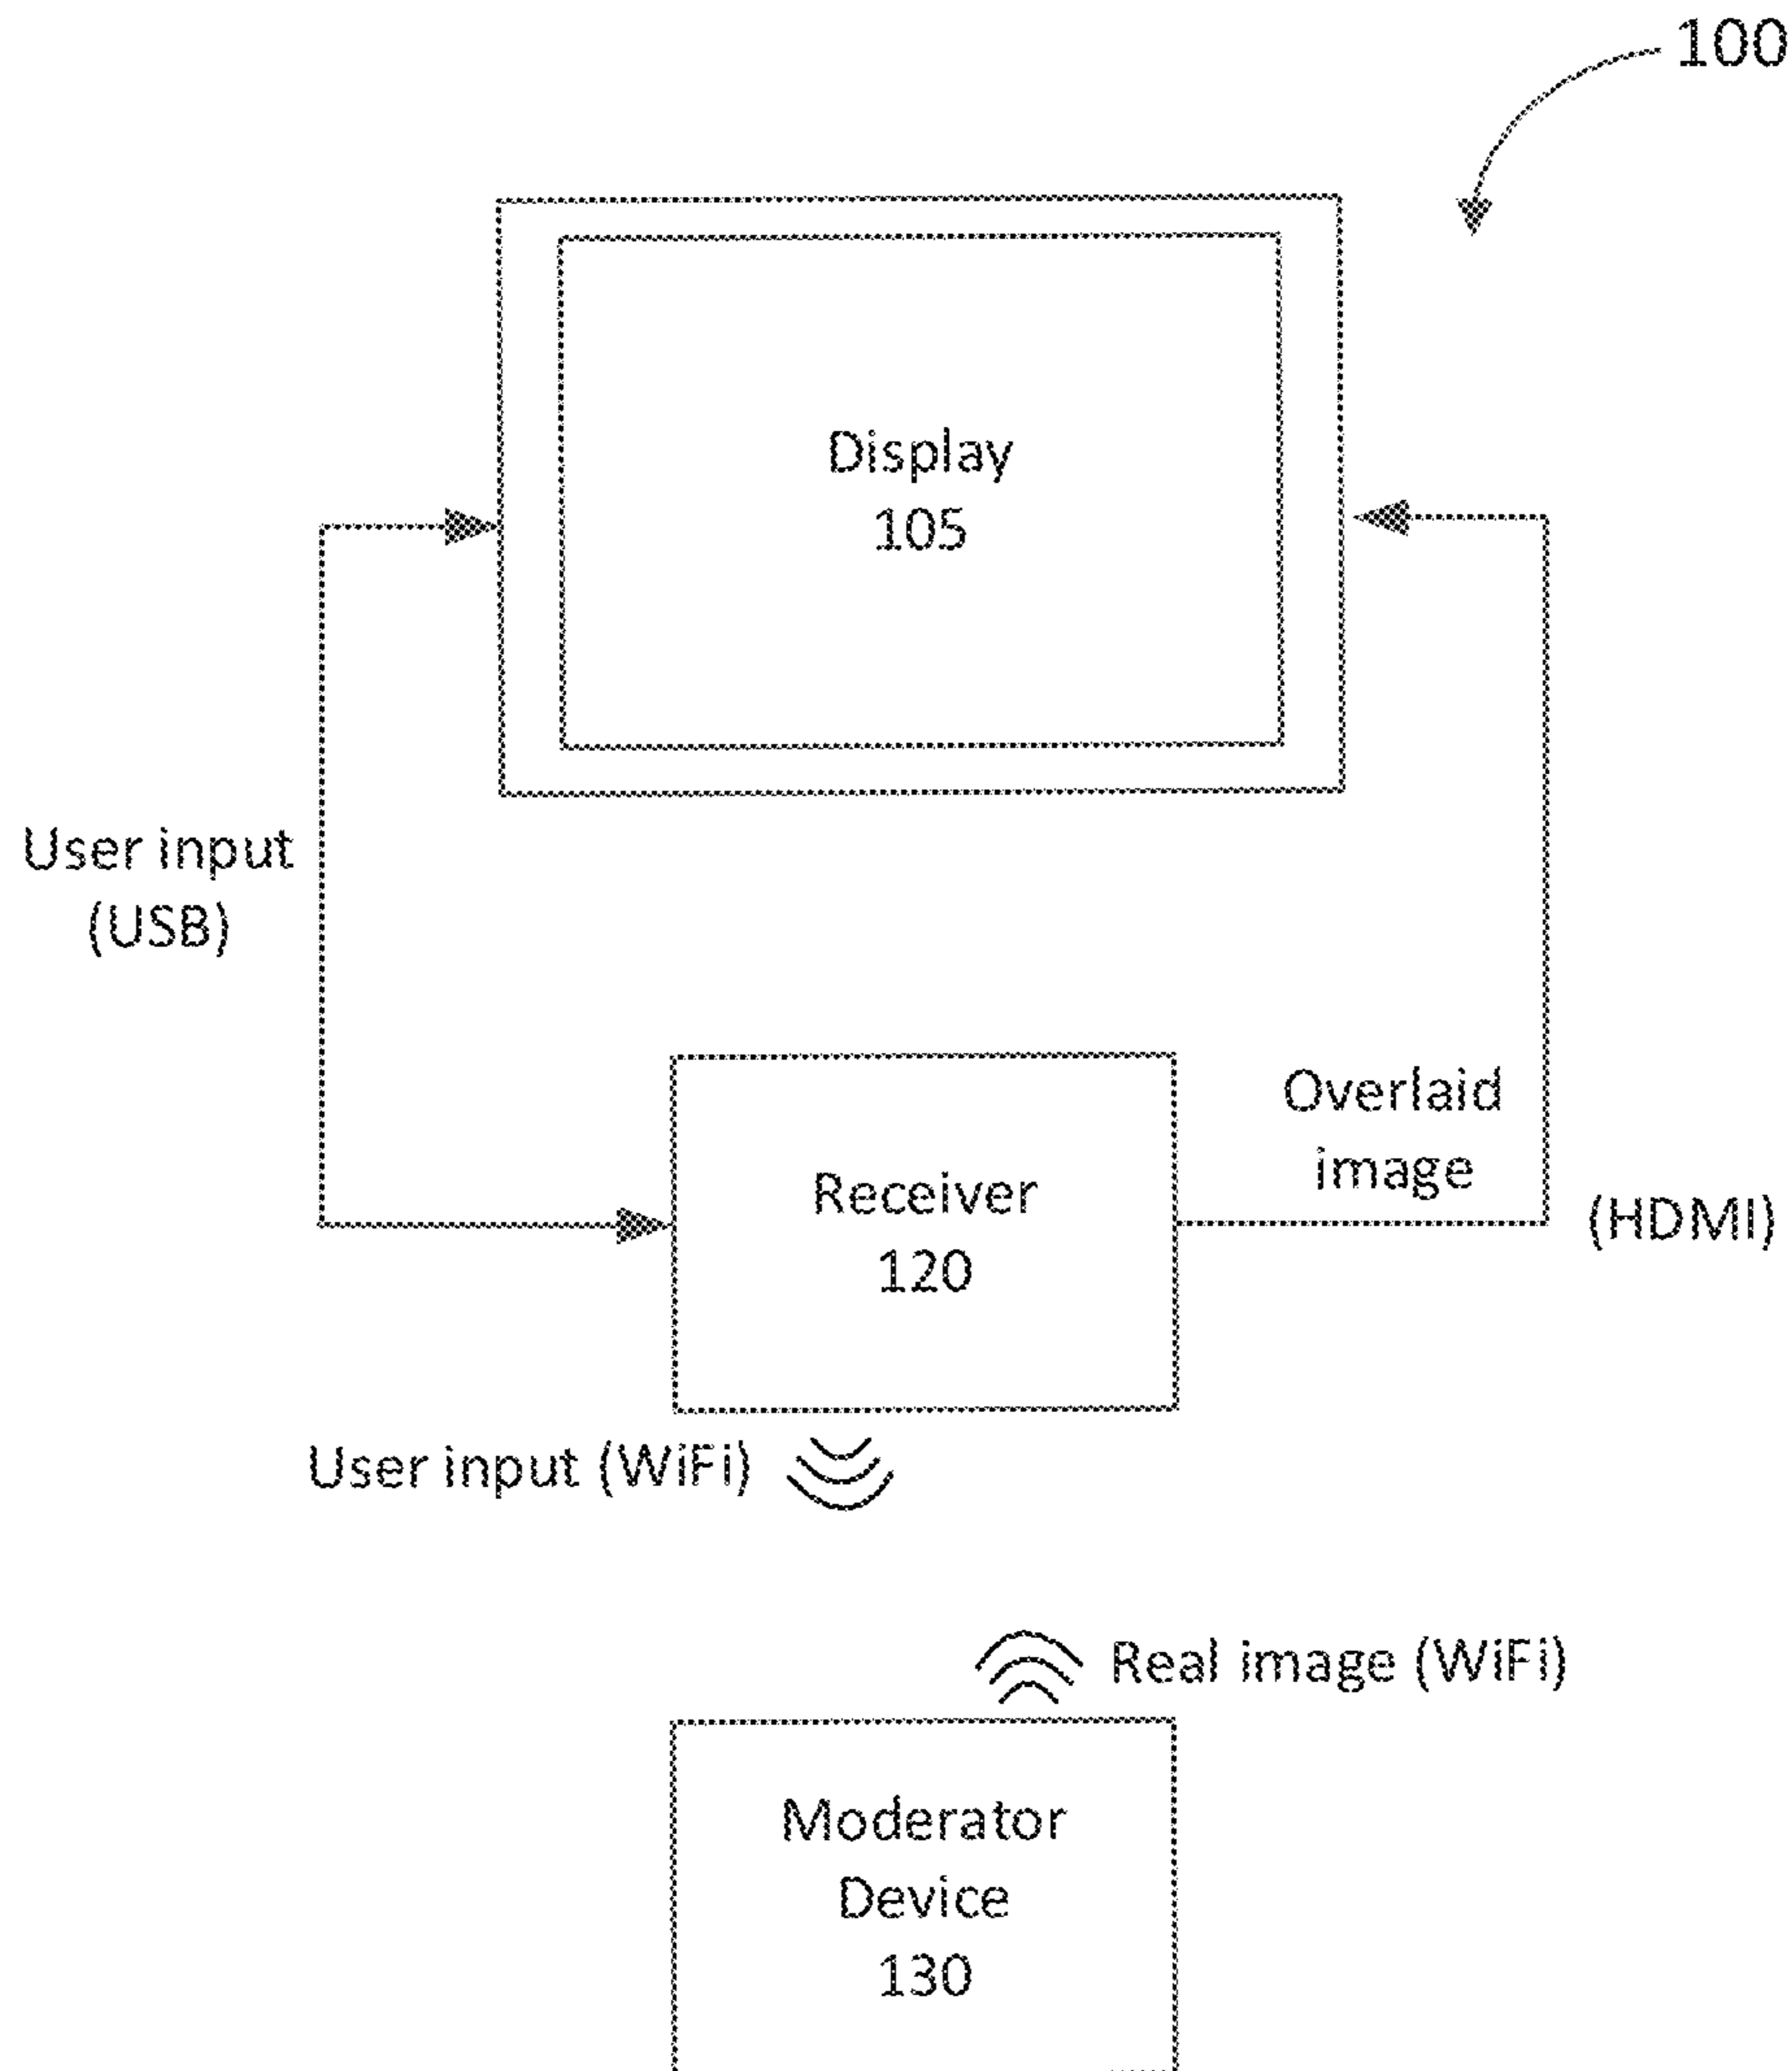 100
Display
105
User input
(USB)
Overlaid
image
Receiver
120
(HDMI)
User input (WiFi)
Real image (WiFi)
Moderator
Device
130